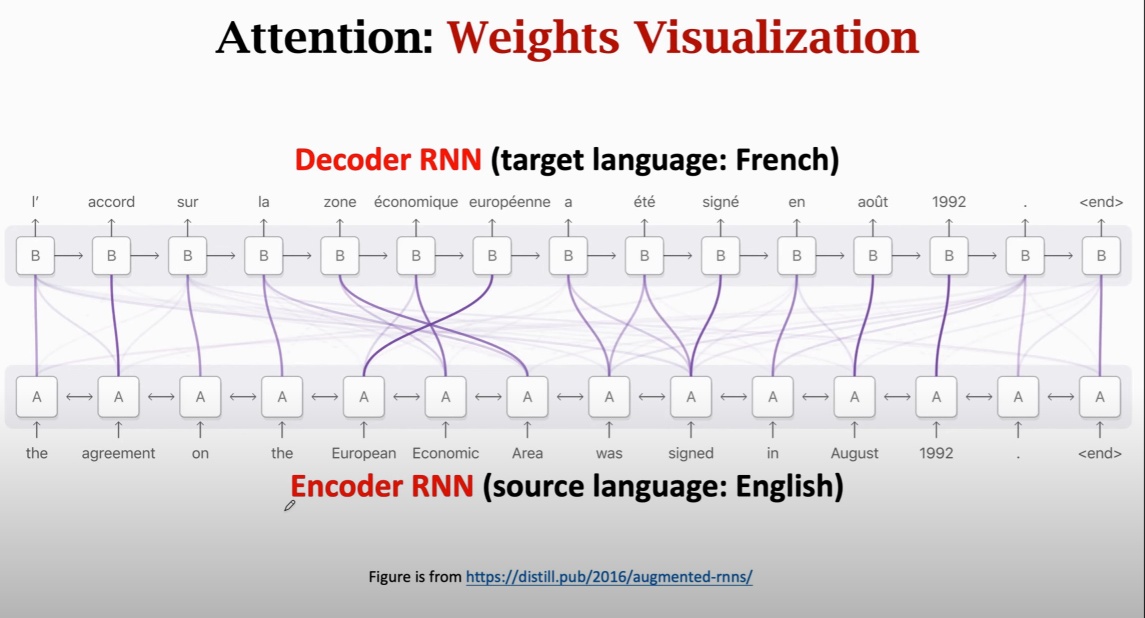 Attention: Weights Visualization
Decoder RNN (target language: French)
l' accord sur la zone économique européenne a été signé en août 1992 . <end>
B B B B B B B B B B B B B B B
A A A A A A A A A A A A A A
the agreement on the European Economic Area was signed in August 1992 . <end>
Encoder RNN (source language: English)
Figure is from https://distill.pub/2016/augmented-rnns/